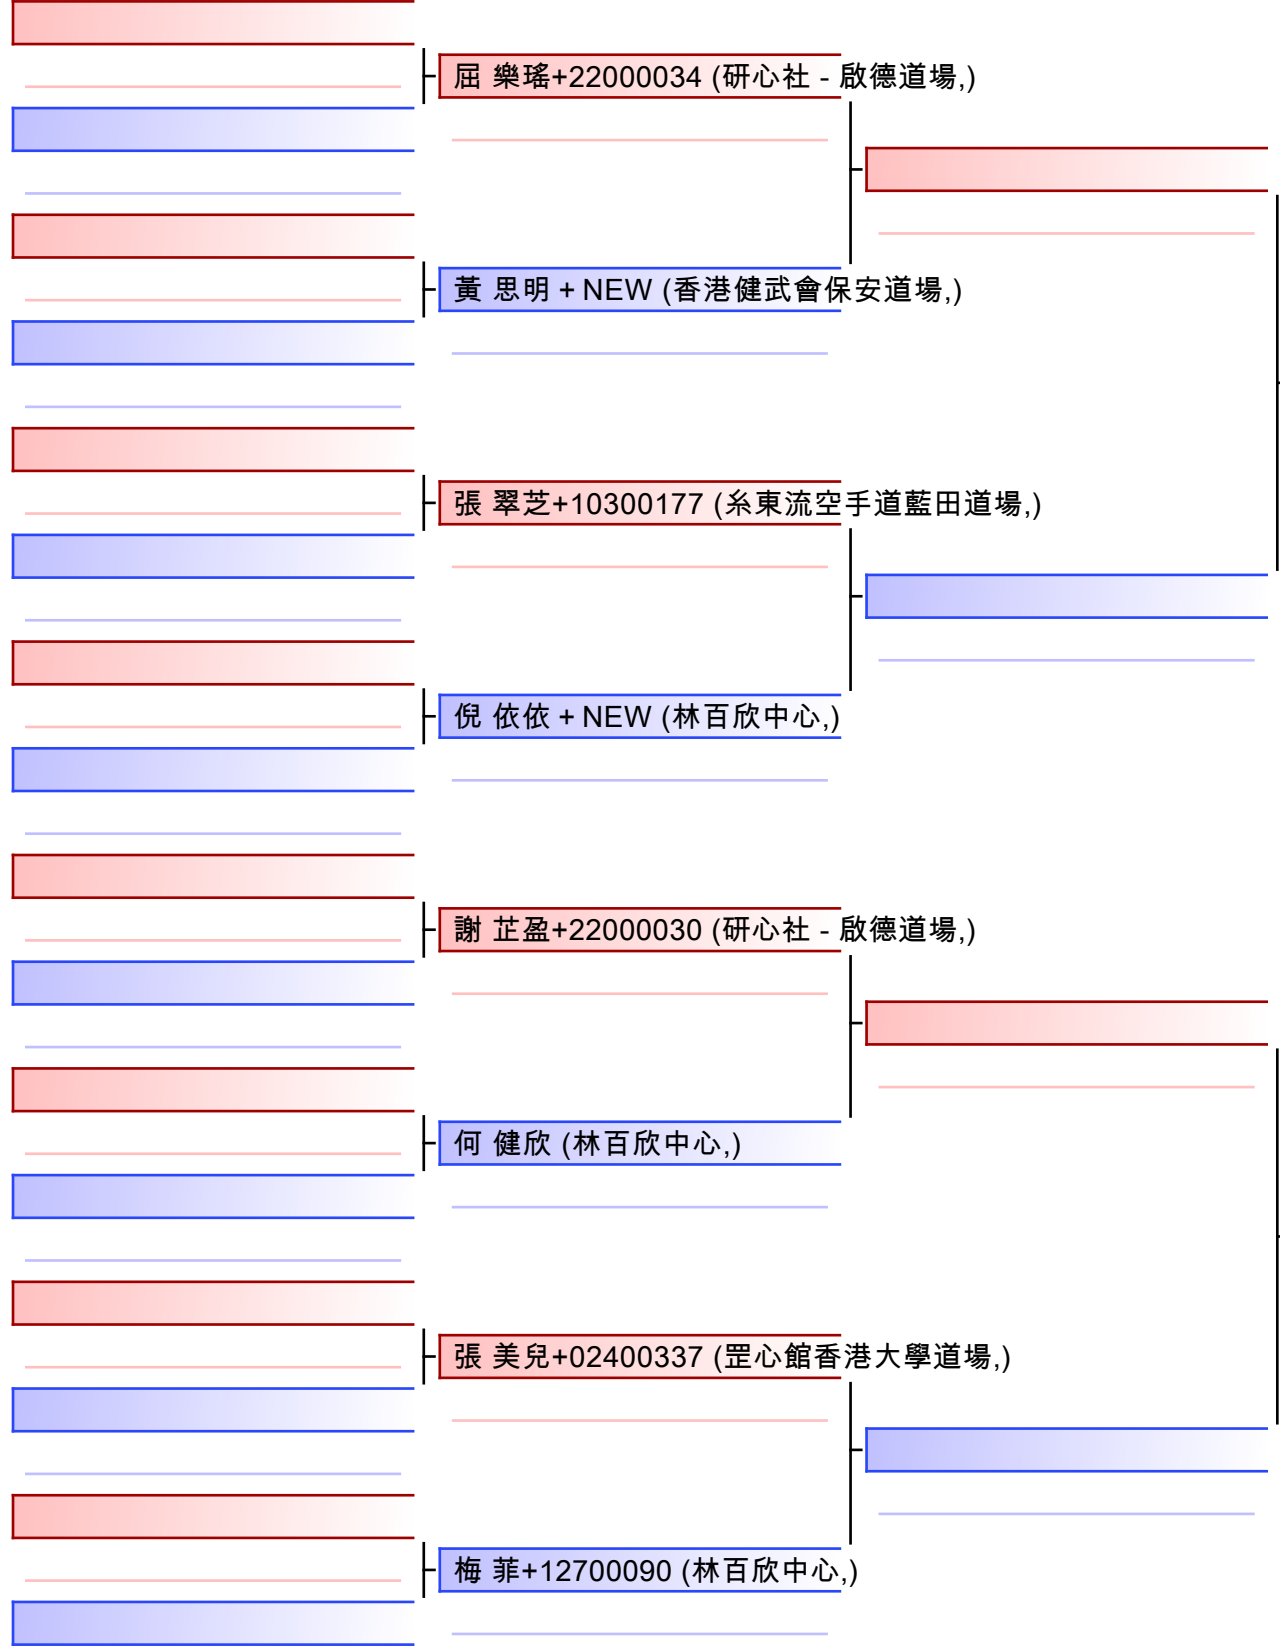 屈 樂瑤+22000034 (研心社 - 啟德道場,)
黃 思明 + NEW (香港健武會保安道場,)
張 翠芝+10300177 (糸東流空手道藍田道場,)
倪 依依 + NEW (林百欣中心,)
謝 芷盈+22000030 (研心社 - 啟德道場,)
何 健欣 (林百欣中心,)
張 美兒+02400337 (罡心館香港大學道場,)
梅 菲+12700090 (林百欣中心,)